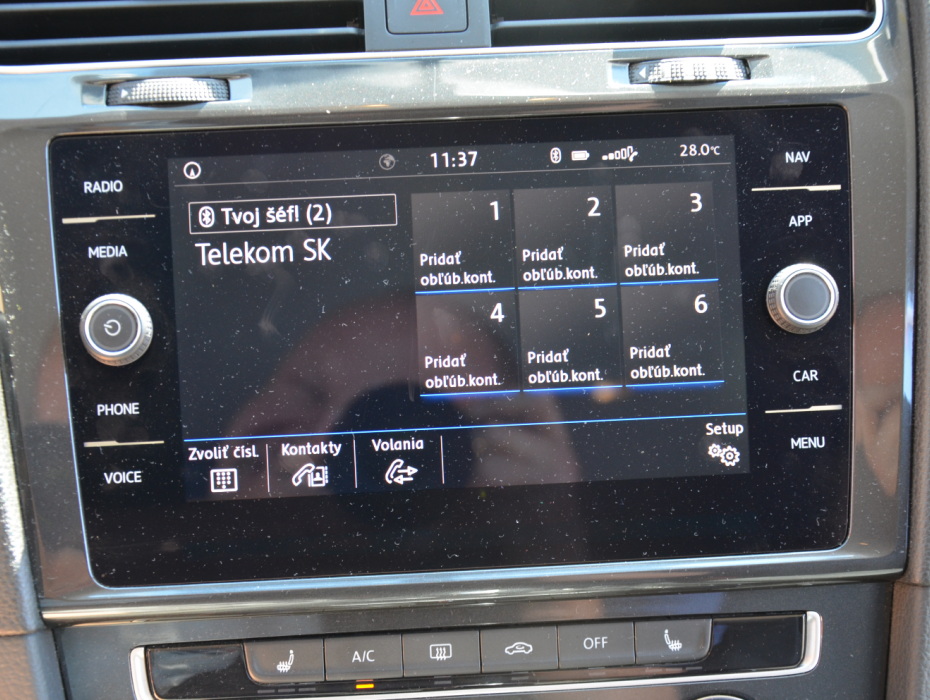 11:37
28.0°C
RADIO
MEDIA
PHONE
VOICE
Tvoj šéf! (2)
Telekom SK
1
Pridať
obľúb.kont.
2
Pridať
obľúb.kont.
3
Pridať
obľúb.kont.
4
Pridať
obľúb.kont.
5
Pridať
obľúb.kont.
6
Pridať
obľúb.kont.
Zvoliť čísl.
Kontakty
Volania
Setup
NAV
APP
CAR
MENU
A/C
OFF